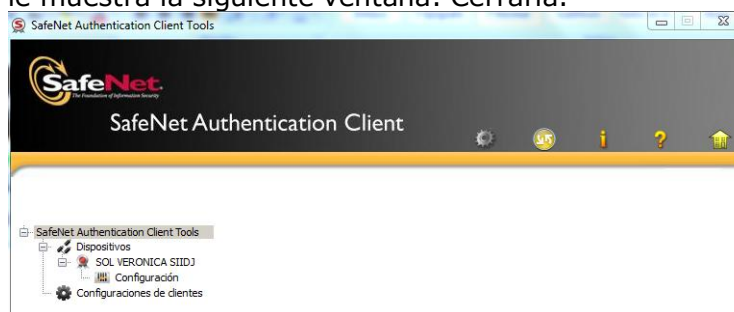 le muestra la siguiente ventana. Cerrarla.
SafeNet Authentication Client Tools
SafeNet.
The Foundation of Information Security
SafeNet Authentication Client
SafeNet Authentication Client Tools
Dispositivos
SOL VERONICA SIIDJ
Configuración
Configuraciones de clientes